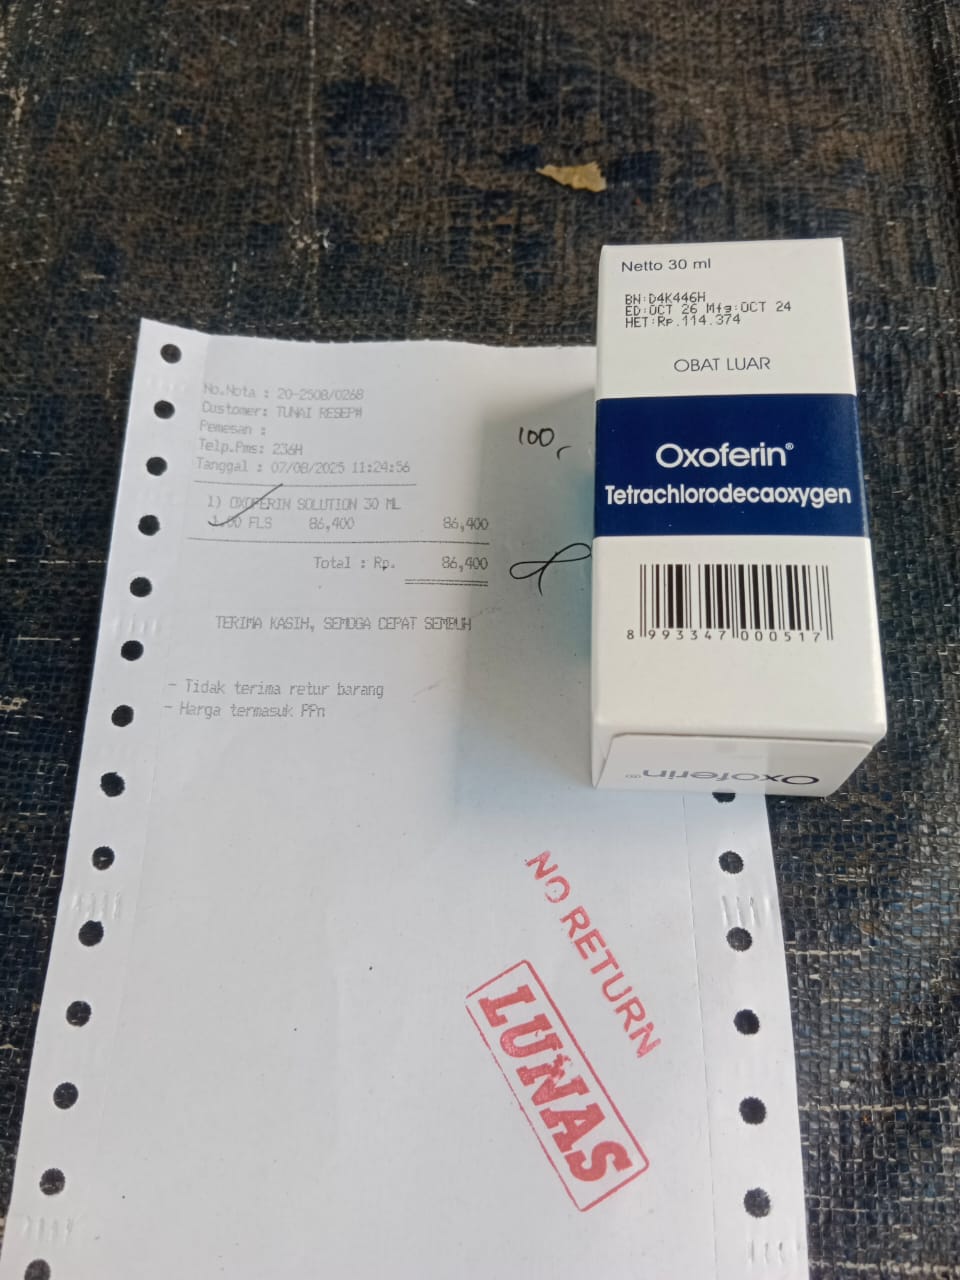 No.Nota : 20-2508/0268
Customer: TUNAI RESEP#
Pemesan :
Telp.Pms: 236H
Tanggal : 07/08/2025 11:24:56
1) OXOFERIN SOLUTION 30 ML
1.00 FLS 86,400 86,400
Total : Rp. 86,400
TERIMA KASIH, SEMOGA CEPAT SEMBUH
- Tidak terima retur barang
- Harga termasuk PPn
100,
NO RETURN
LUNAS
Netto 30 ml
BN:D4K446H
ED:OCT 26 Mfg:OCT 24
HET:Rp.114.374
OBAT LUAR
Oxoferin®
Tetrachlorodecaoxygen
8 993347 000517
Oxoferin®